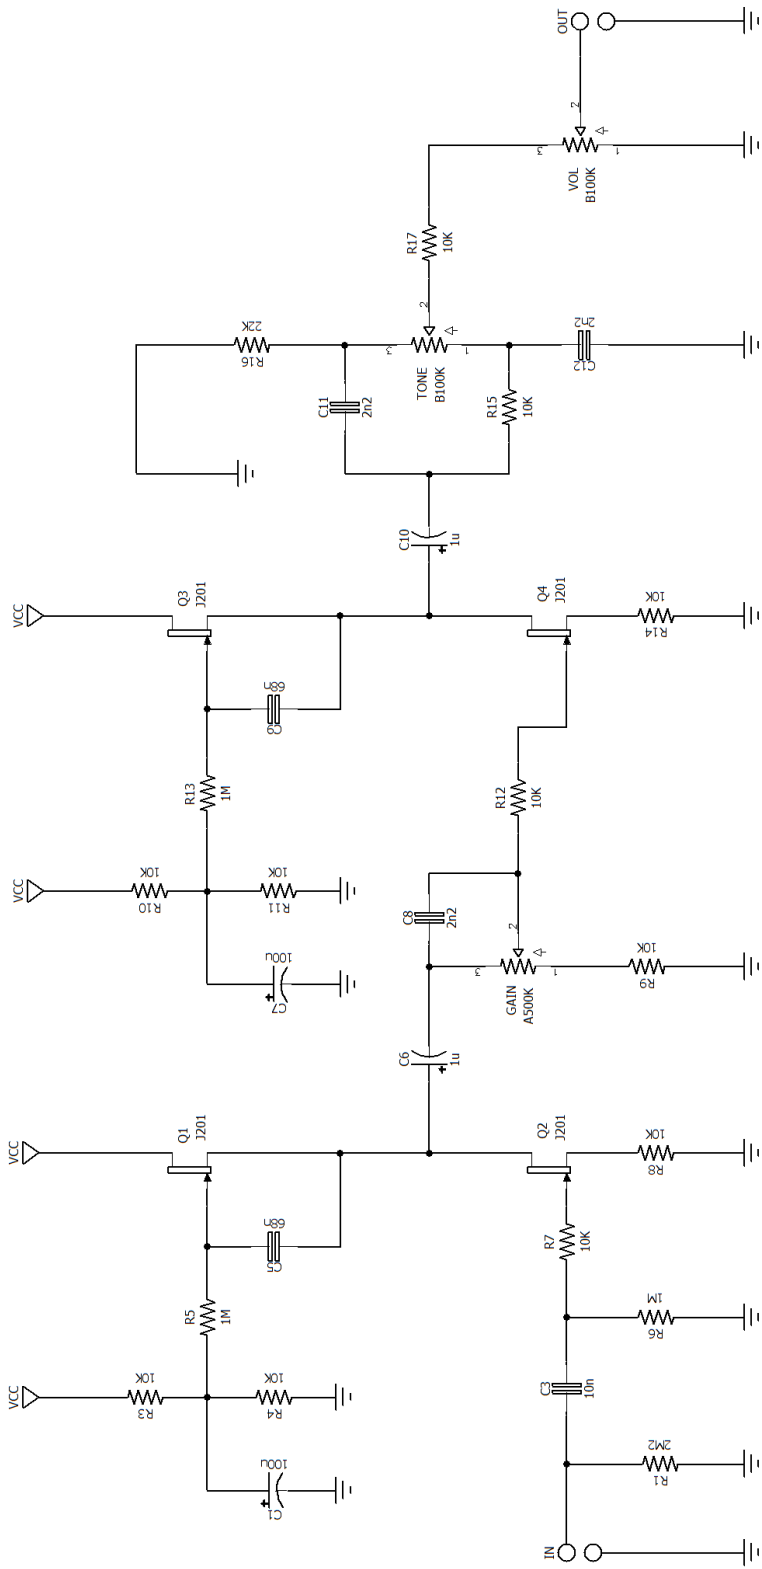 OUT
2
3
1
VOL
B100K
R17
10K
22K
R16
2
3
1
TONE
B100K
C11
2n2
R15
10K
2n2
C12
C10
1u
VCC
Q3
J201
Q4
J201
10K
R14
68n
C9
R13
1M
R12
10K
VCC
10K
R10
10K
R11
C8
2n2
2
3
1
GAIN
A500K
10K
R9
100u
C7
C6
1u
VCC
Q1
J201
Q2
J201
10K
R8
68n
C5
R7
10K
R5
1M
1M
R6
VCC
10K
R3
10K
R4
C3
10n
2M2
R1
100u
C1
IN